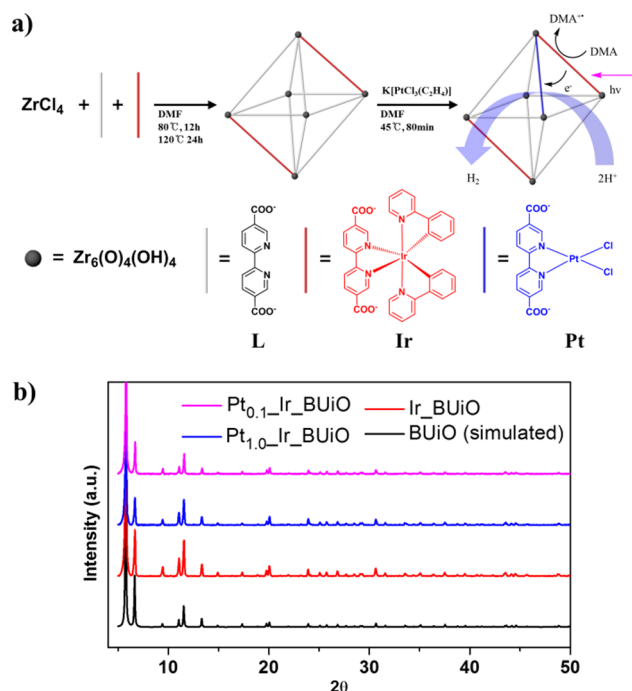 a)
ZrCl4 + +
DMF
80℃, 12h
120℃ 24h
K[PtCl3(C2H4)]
DMF
45℃, 80min
DMA+•
DMA
e-
hν
H2
2H+
= Zr6(O)4(OH)4
=
COO-
N
N
COO-
L
=
COO-
N
N
COO-
Ir
N
N
Ir
=
COO-
N
N
COO-
Pt
Cl
Cl
Pt
b)
Pt0.1_Ir_BUiO
Ir_BUiO
Pt1.0_Ir_BUiO
BUiO (simulated)
Intensity (a.u.)
10 20 30 40 50
2θ